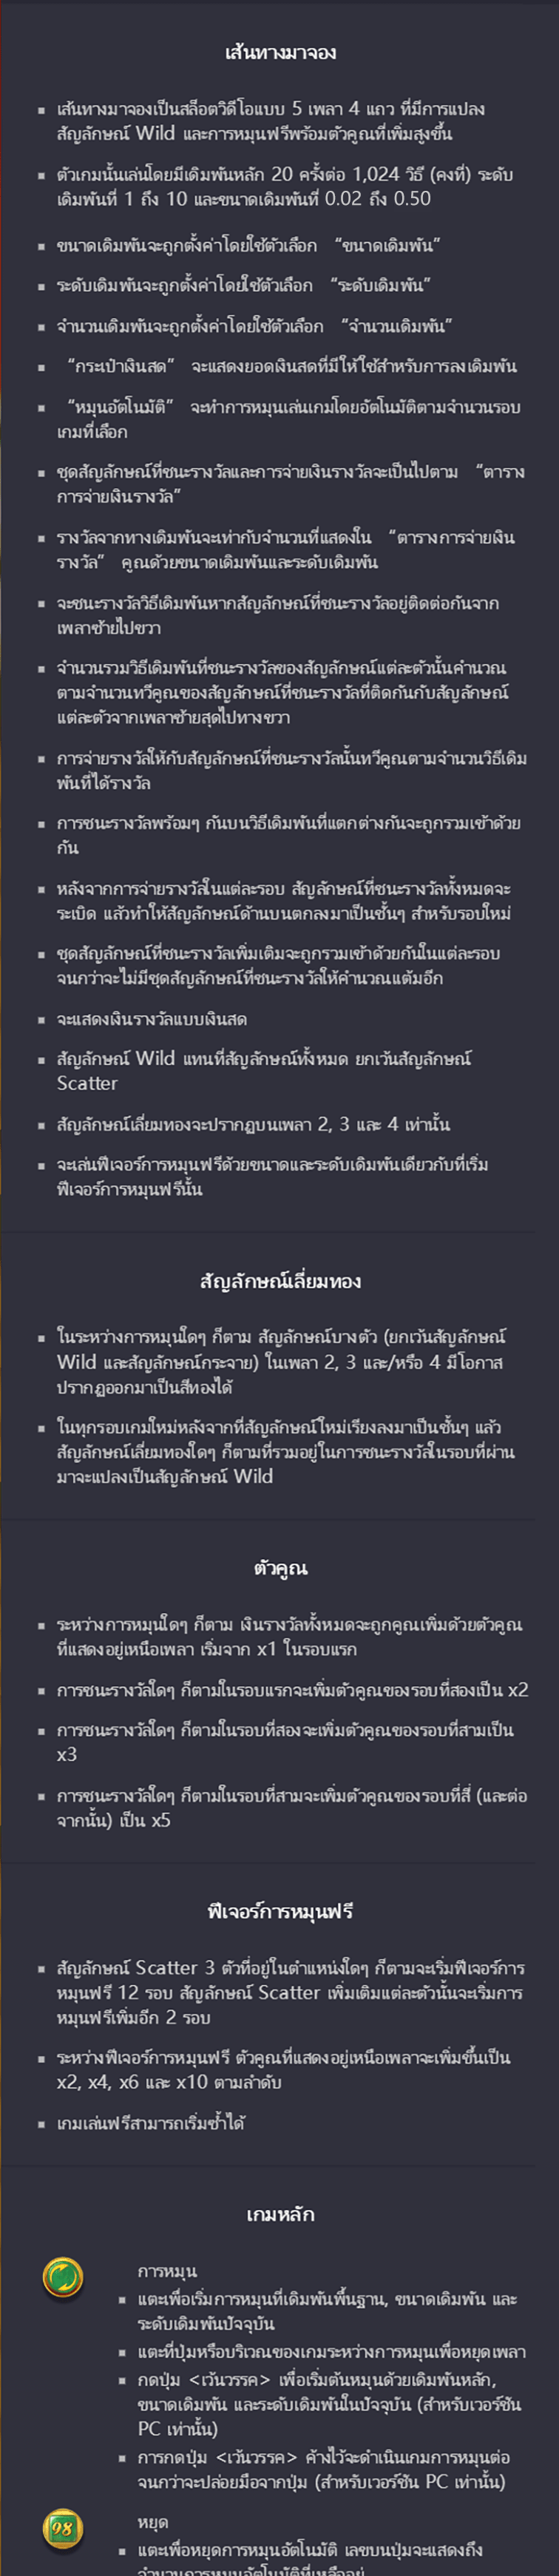 เส้นทางมาจอง
▪ เส้นทางมาจองเป็นสล็อตวิดีโอแบบ 5 เพลา 4 แถว ที่มีการแปลง
สัญลักษณ์ Wild และการหมุนฟรีพร้อมตัวคูณที่เพิ่มสูงขึ้น
▪ ตัวเกมนั้นเล่นโดยมีเดิมพันหลัก 20 ครั้งต่อ 1,024 วิธี (คงที่) ระดับ
เดิมพันที่ 1 ถึง 10 และขนาดเดิมพันที่ 0.02 ถึง 0.50
▪ ขนาดเดิมพันจะถูกตั้งค่าโดยใช้ตัวเลือก “ขนาดเดิมพัน”
▪ ระดับเดิมพันจะถูกตั้งค่าโดยใช้ตัวเลือก “ระดับเดิมพัน”
▪ จำนวนเดิมพันจะถูกตั้งค่าโดยใช้ตัวเลือก “จำนวนเดิมพัน”
▪ “กระเป๋าเงินสด” จะแสดงยอดเงินสดที่มีให้ใช้สำหรับการลงเดิมพัน
▪ “หมุนอัตโนมัติ” จะทำการหมุนเล่นเกมโดยอัตโนมัติตามจำนวนรอบ
เกมที่เลือก
▪ ชุดสัญลักษณ์ที่ชนะรางวัลและการจ่ายเงินรางวัลจะเป็นไปตาม “ตาราง
การจ่ายเงินรางวัล”
▪ รางวัลจากทางเดิมพันจะเท่ากับจำนวนที่แสดงใน “ตารางการจ่ายเงิน
รางวัล” คูณด้วยขนาดเดิมพันและระดับเดิมพัน
▪ จะชนะรางวัลวิธีเดิมพันหากสัญลักษณ์ที่ชนะรางวัลอยู่ติดต่อกันจาก
เพลาซ้ายไปขวา
▪ จำนวนรวมวิธีเดิมพันที่ชนะรางวัลของสัญลักษณ์แต่ละตัวนั้นคำนวณ
ตามจำนวนทวีคูณของสัญลักษณ์ที่ชนะรางวัลที่ติดกันกับสัญลักษณ์
แต่ละตัวจากเพลาซ้ายสุดไปทางขวา
▪ การจ่ายรางวัลให้กับสัญลักษณ์ที่ชนะรางวัลนั้นทวีคูณตามจำนวนวิธีเดิม
พันที่ได้รางวัล
▪ การชนะรางวัลพร้อมๆ กันบนวิธีเดิมพันที่แตกต่างกันจะถูกรวมเข้าด้วย
กัน
▪ หลังจากการจ่ายรางวัลในแต่ละรอบ สัญลักษณ์ที่ชนะรางวัลทั้งหมดจะ
ระเบิด แล้วทำให้สัญลักษณ์ด้านบนตกลงมาเป็นชั้นๆ สำหรับรอบใหม่
▪ ชุดสัญลักษณ์ที่ชนะรางวัลเพิ่มเติมจะถูกรวมเข้าด้วยกันในแต่ละรอบ
จนกว่าจะไม่มีชุดสัญลักษณ์ที่ชนะรางวัลให้คำนวณแต้มอีก
▪ จะแสดงเงินรางวัลแบบเงินสด
▪ สัญลักษณ์ Wild แทนที่สัญลักษณ์ทั้งหมด ยกเว้นสัญลักษณ์
Scatter
▪ สัญลักษณ์เลี่ยมทองจะปรากฏบนเพลา 2, 3 และ 4 เท่านั้น
▪ จะเล่นฟีเจอร์การหมุนฟรีด้วยขนาดและระดับเดิมพันเดียวกับที่เริ่ม
ฟีเจอร์การหมุนฟรีนั้น
สัญลักษณ์เลี่ยมทอง
▪ ในระหว่างการหมุนใดๆ ก็ตาม สัญลักษณ์บางตัว (ยกเว้นสัญลักษณ์
Wild และสัญลักษณ์กระจาย) ในเพลา 2, 3 และ/หรือ 4 มีโอกาส
ปรากฏออกมาเป็นสีทองได้
▪ ในทุกรอบเกมใหม่หลังจากที่สัญลักษณ์ใหม่เรียงลงมาเป็นชั้นๆ แล้ว
สัญลักษณ์เลี่ยมทองใดๆ ก็ตามที่รวมอยู่ในการชนะรางวัลในรอบที่ผ่าน
มาจะแปลงเป็นสัญลักษณ์ Wild
ตัวคูณ
▪ ระหว่างการหมุนใดๆ ก็ตาม เงินรางวัลทั้งหมดจะถูกคูณเพิ่มด้วยตัวคูณ
ที่แสดงอยู่เหนือเพลา เริ่มจาก x1 ในรอบแรก
▪ การชนะรางวัลใดๆ ก็ตามในรอบแรกจะเพิ่มตัวคูณของรอบที่สองเป็น x2
▪ การชนะรางวัลใดๆ ก็ตามในรอบที่สองจะเพิ่มตัวคูณของรอบที่สามเป็น
x3
▪ การชนะรางวัลใดๆ ก็ตามในรอบที่สามจะเพิ่มตัวคูณของรอบที่สี่ (และต่อ
จากนั้น) เป็น x5
ฟีเจอร์การหมุนฟรี
▪ สัญลักษณ์ Scatter 3 ตัวที่อยู่ในตำแหน่งใดๆ ก็ตามจะเริ่มฟีเจอร์การ
หมุนฟรี 12 รอบ สัญลักษณ์ Scatter เพิ่มเติมแต่ละตัวนั้นจะเริ่มการ
หมุนฟรีเพิ่มอีก 2 รอบ
▪ ระหว่างฟีเจอร์การหมุนฟรี ตัวคูณที่แสดงอยู่เหนือเพลาจะเพิ่มขึ้นเป็น
x2, x4, x6 และ x10 ตามลำดับ
▪ เกมเล่นฟรีสามารถเริ่มซ้ำได้
เกมหลัก
การหมุน
▪ แตะเพื่อเริ่มการหมุนที่เดิมพันพื้นฐาน, ขนาดเดิมพัน และ
ระดับเดิมพันปัจจุบัน
▪ แตะที่ปุ่มหรือบริเวณของเกมระหว่างการหมุนเพื่อหยุดเพลา
▪ กดปุ่ม <เว้นวรรค> เพื่อเริ่มต้นหมุนด้วยเดิมพันหลัก,
ขนาดเดิมพัน และระดับเดิมพันในปัจจุบัน (สำหรับเวอร์ชัน
PC เท่านั้น)
▪ การกดปุ่ม <เว้นวรรค> ค้างไว้จะดำเนินเกมการหมุนต่อ
จนกว่าจะปล่อยมือจากปุ่ม (สำหรับเวอร์ชัน PC เท่านั้น)
98
หยุด
▪ แตะเพื่อหยุดการหมุนอัตโนมัติ เลขบนปุ่มจะแสดงถึง
จำนวนการหมุนอัตโนมัติที่เหลืออยู่